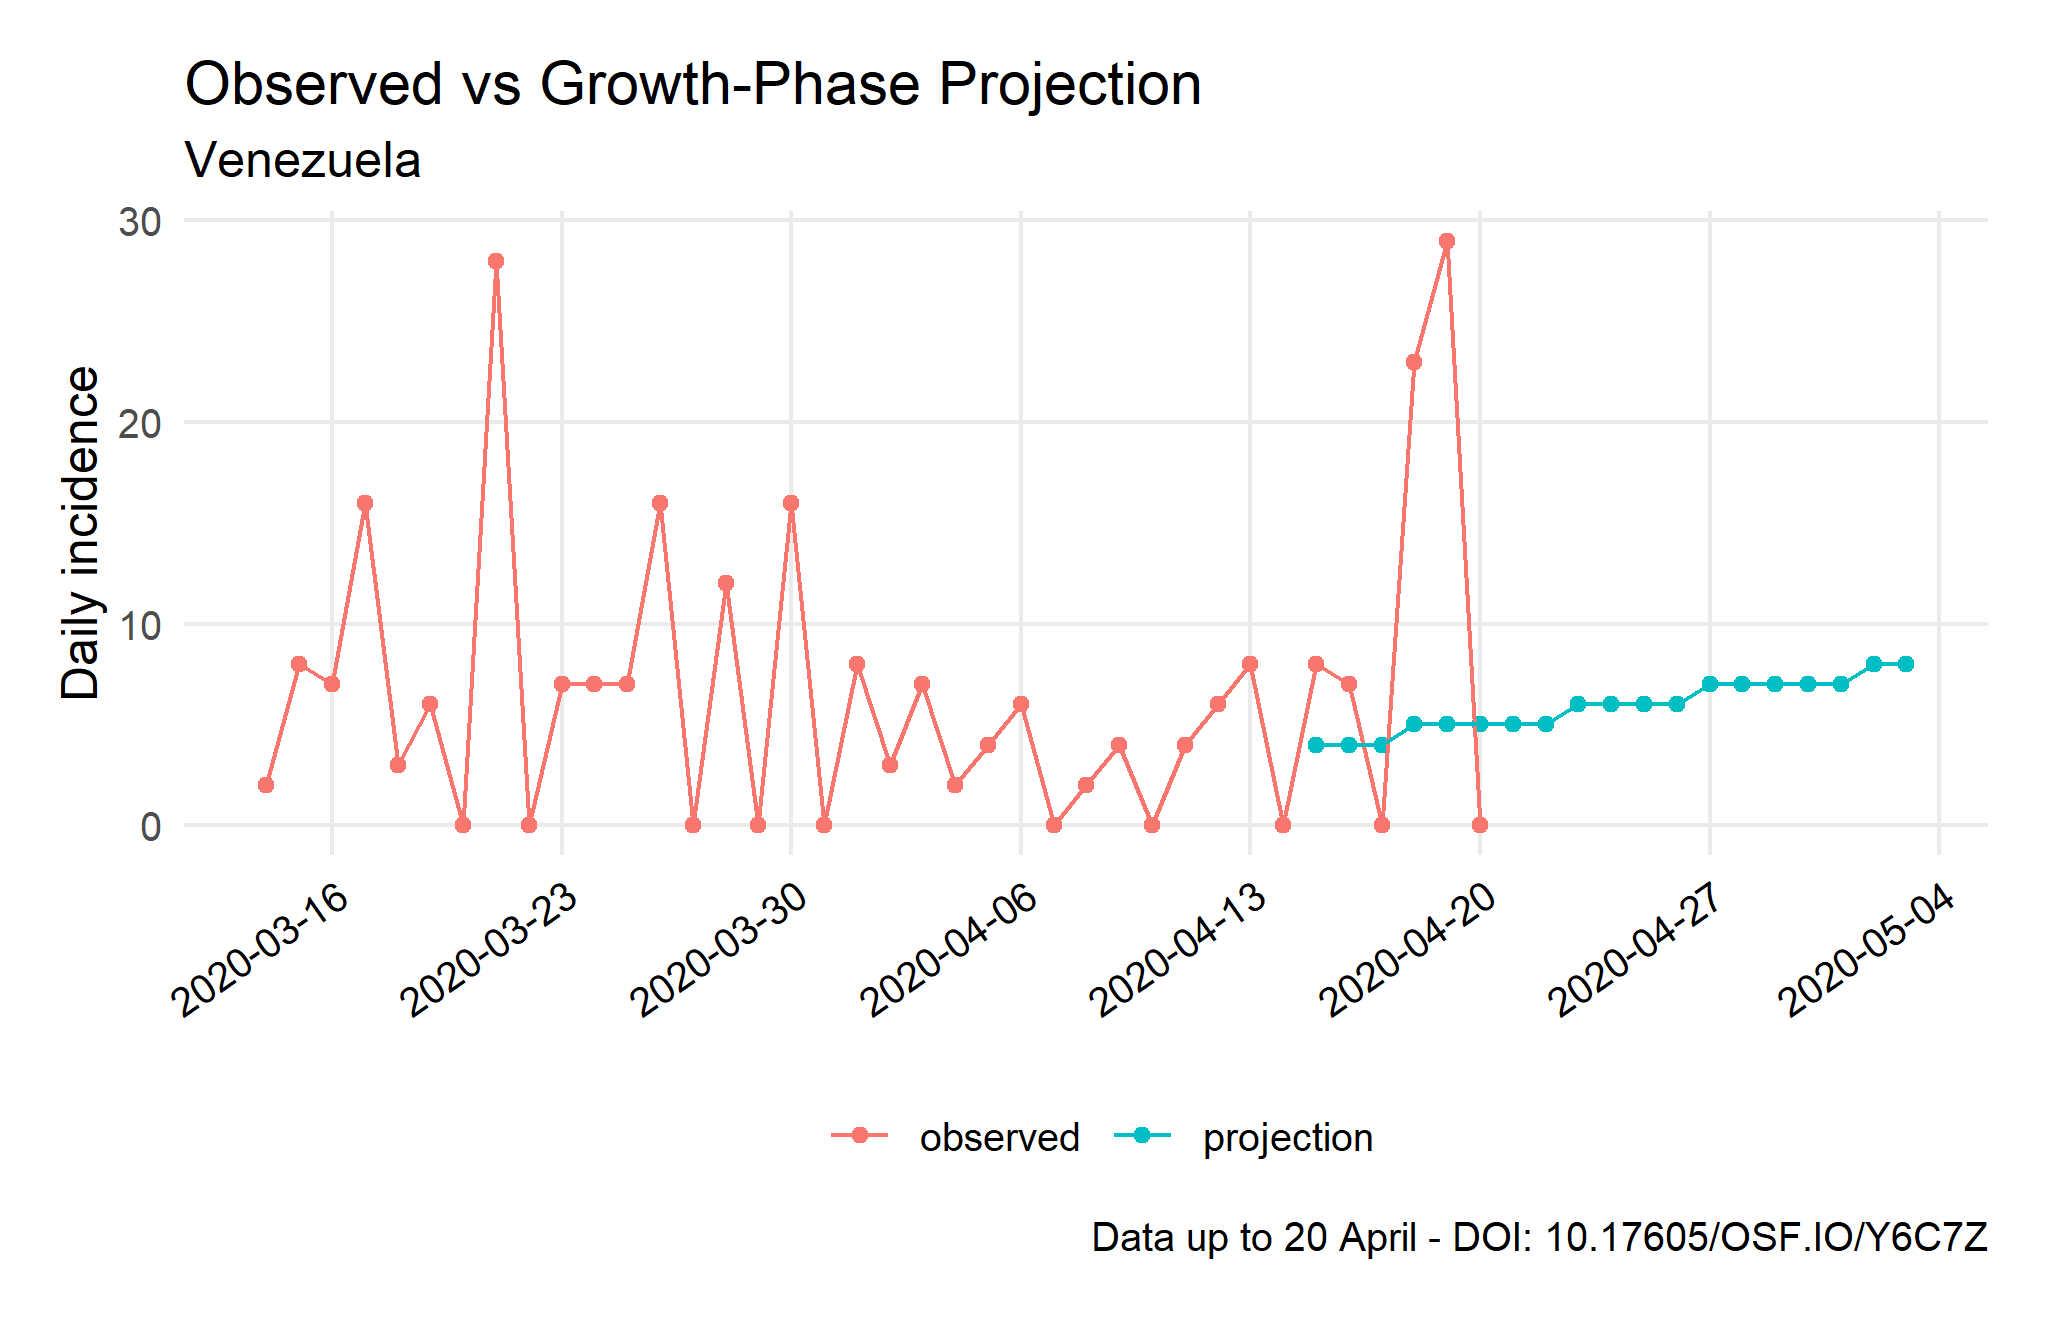 Observed vs Growth-Phase Projection
Venezuela
Daily incidence
30
20
10
0
2020-03-16
2020-03-23
2020-03-30
2020-04-06
2020-04-13
2020-04-20
2020-04-27
2020-05-04
observed
projection
Data up to 20 April - DOI: 10.17605/OSF.IO/Y6C7Z